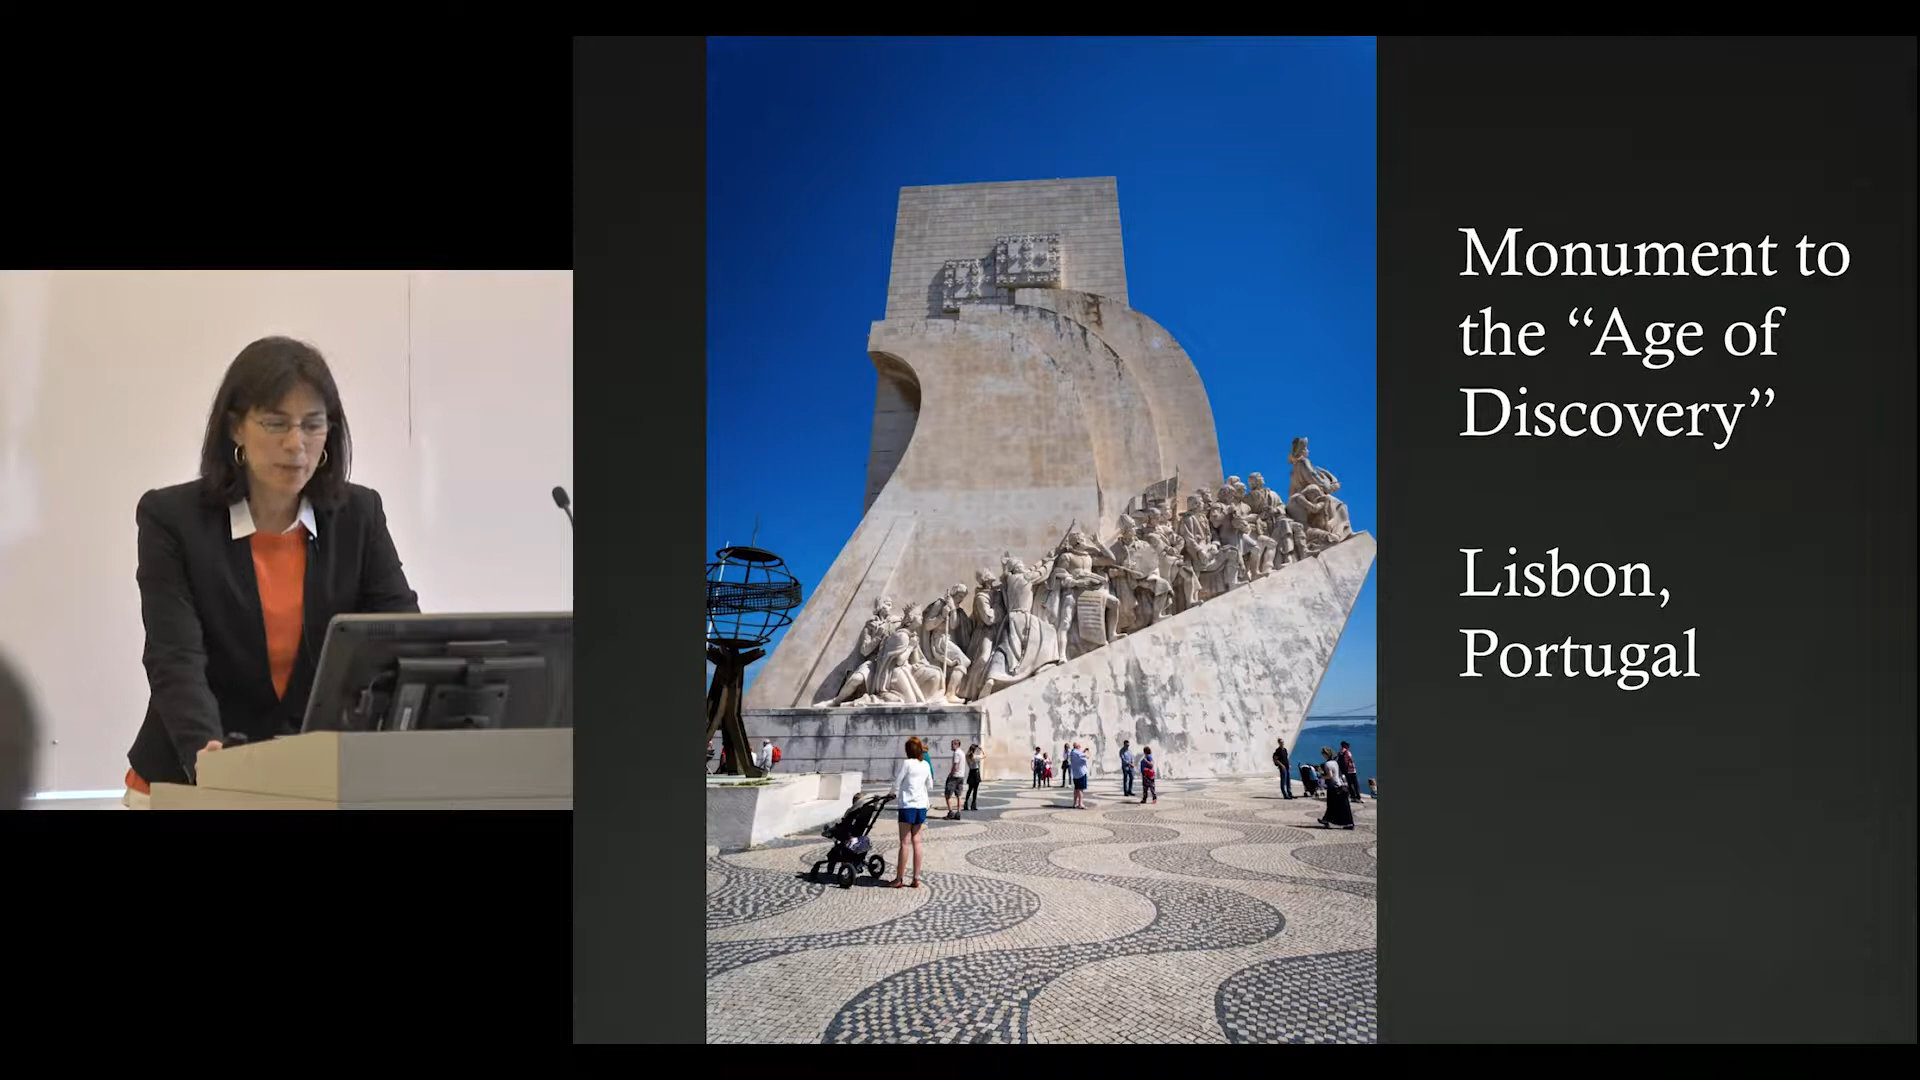 Monument to
the “Age of
Discovery”
Lisbon,
Portugal